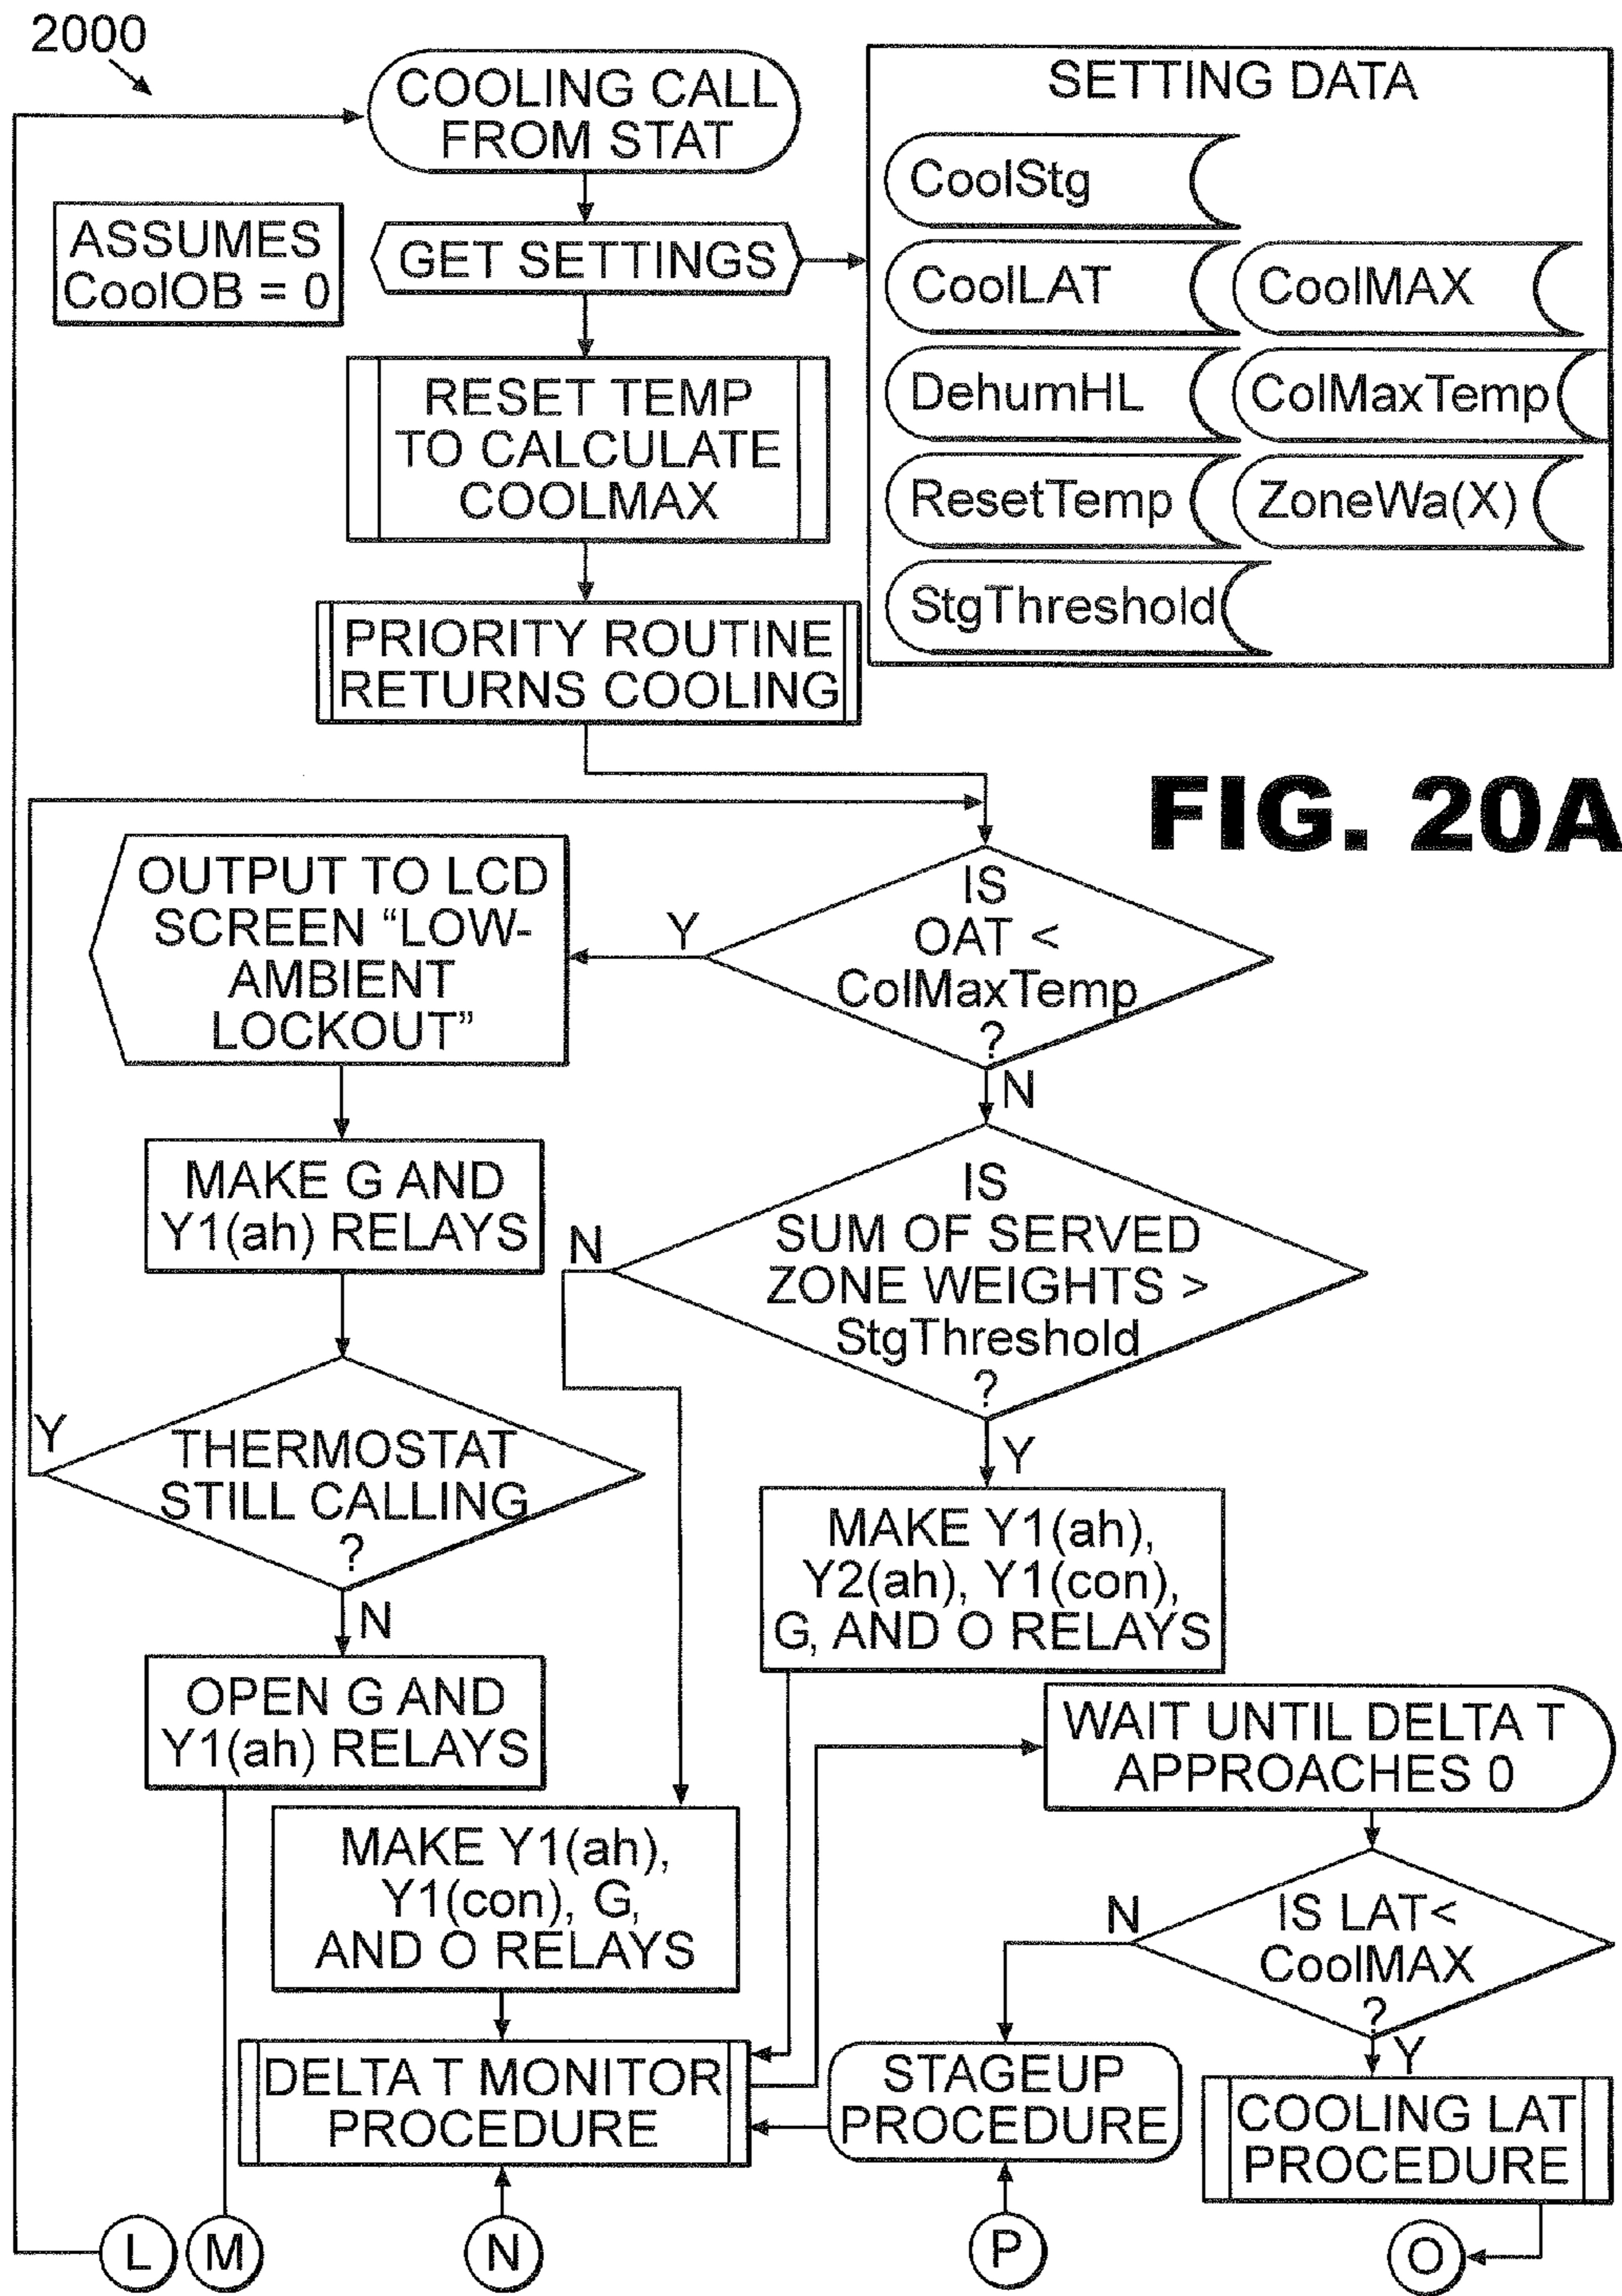 2000
COOLING CALL
FROM STAT
SETTING DATA
CoolStg
ASSUMES
CoolOB = 0
GET SETTINGS
CoolLAT
CoolMAX
RESET TEMP
TO CALCULATE
COOLMAX
DehumHL
ColMaxTemp
ResetTemp
ZoneWa(X)
StgThreshold
PRIORITY ROUTINE
RETURNS COOLING
FIG. 20A
OUTPUT TO LCD
SCREEN “LOW-
AMBIENT
LOCKOUT”
Y
IS
OAT <
ColMaxTemp
?
N
MAKE G AND
Y1(ah) RELAYS
N
IS
SUM OF SERVED
ZONE WEIGHTS >
StgThreshold
?
Y
Y
THERMOSTAT
STILL CALLING
?
N
MAKE Y1(ah),
Y2(ah), Y1(con),
G, AND O RELAYS
OPEN G AND
Y1(ah) RELAYS
WAIT UNTIL DELTA T
APPROACHES 0
MAKE Y1(ah),
Y1(con), G,
AND O RELAYS
N
IS LAT<
CoolMAX
?
Y
DELTA T MONITOR
PROCEDURE
STAGEUP
PROCEDURE
COOLING LAT
PROCEDURE
L
M
N
P
O